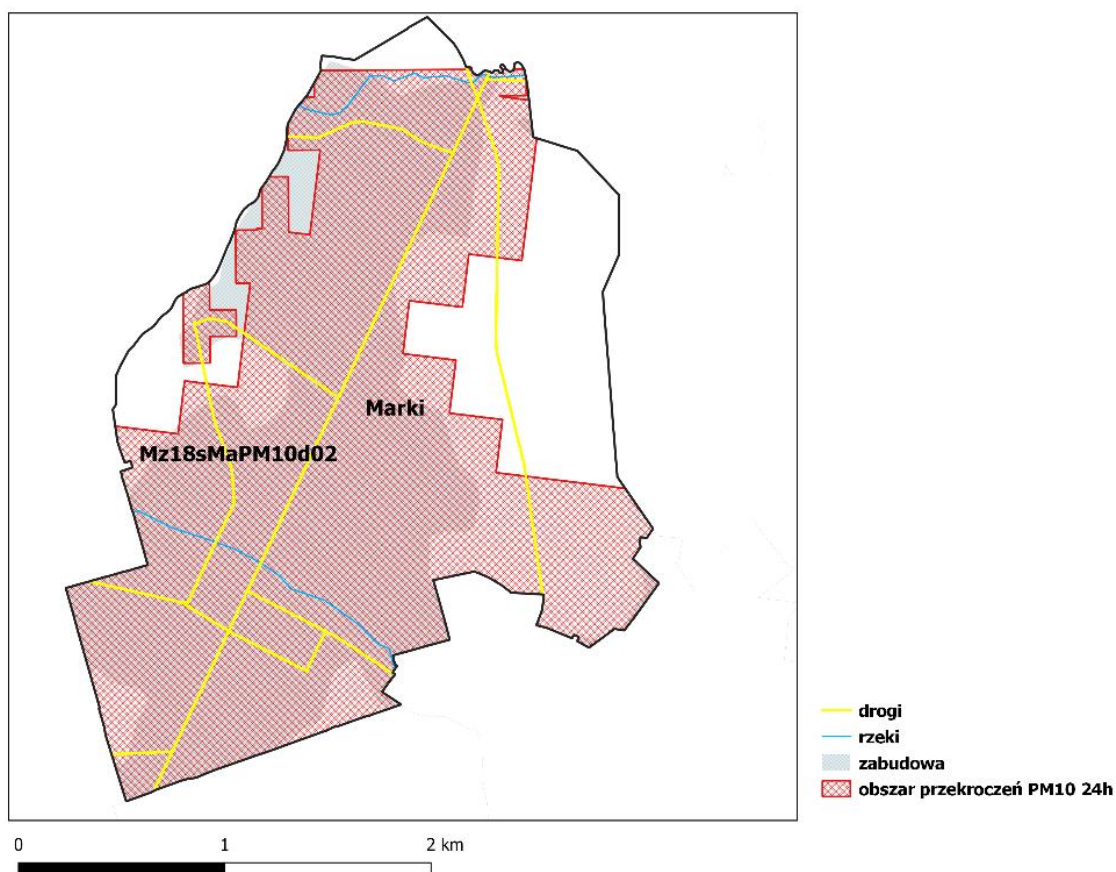 Marki
Mz18sMaPM10d02
drogi
rzeki
zabudowa
obszar przekroczeń PM10 24h
0 1 2 km